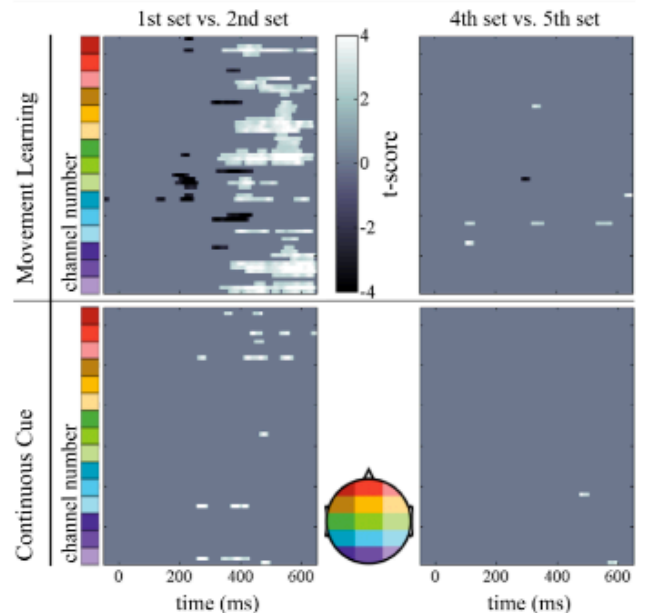 1st set vs. 2nd set
4th set vs. 5th set
Movement Learning
channel number
4
2
0
-2
-4
t-score
Continuous Cue
channel number
0 200 400 600
time (ms)
0 200 400 600
time (ms)